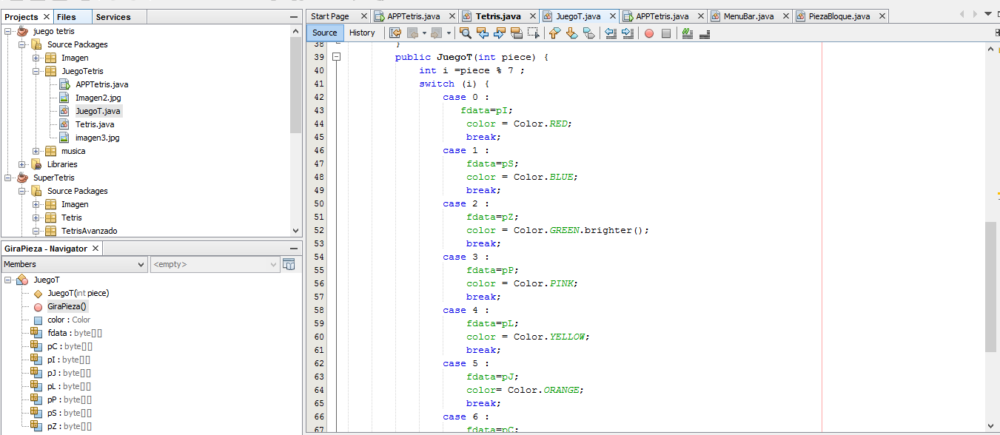 Projects
Files
Services
juego tetris
Source Packages
Imagen
JuegoTetris
APPTetris.java
Imagen2.jpg
JuegoT.java
Tetris.java
imagen3.jpg
musica
Libraries
SuperTetris
Source Packages
Imagen
Tetris
TetrisAvanzado
GiraPieza - Navigator
Members
<empty>
JuegoT
JuegoT(int piece)
GiraPieza()
color : Color
fdata : byte[][]
pC : byte[][]
pI : byte[][]
pJ : byte[][]
pL : byte[][]
pP : byte[][]
pS : byte[][]
pZ : byte[][]
Start Page
APPTetris.java
Tetris.java
JuegoT.java
APPTetris.java
MenuBar.java
PiezaBloque.java
Source
History
38 }
39 public JuegoT(int piece) {
40 int i =piece % 7 ;
41 switch (i) {
42 case 0 :
43 fdata=pI;
44 color = Color.RED;
45 break;
46 case 1 :
47 fdata=pS;
48 color = Color.BLUE;
49 break;
50 case 2 :
51 fdata=pZ;
52 color = Color.GREEN.brighter();
53 break;
54 case 3 :
55 fdata=pP;
56 color = Color.PINK;
57 break;
58 case 4 :
59 fdata=pL;
60 color = Color.YELLOW;
61 break;
62 case 5 :
63 fdata=pJ;
64 color= Color.ORANGE;
65 break;
66 case 6 :
67 fdata=pC;